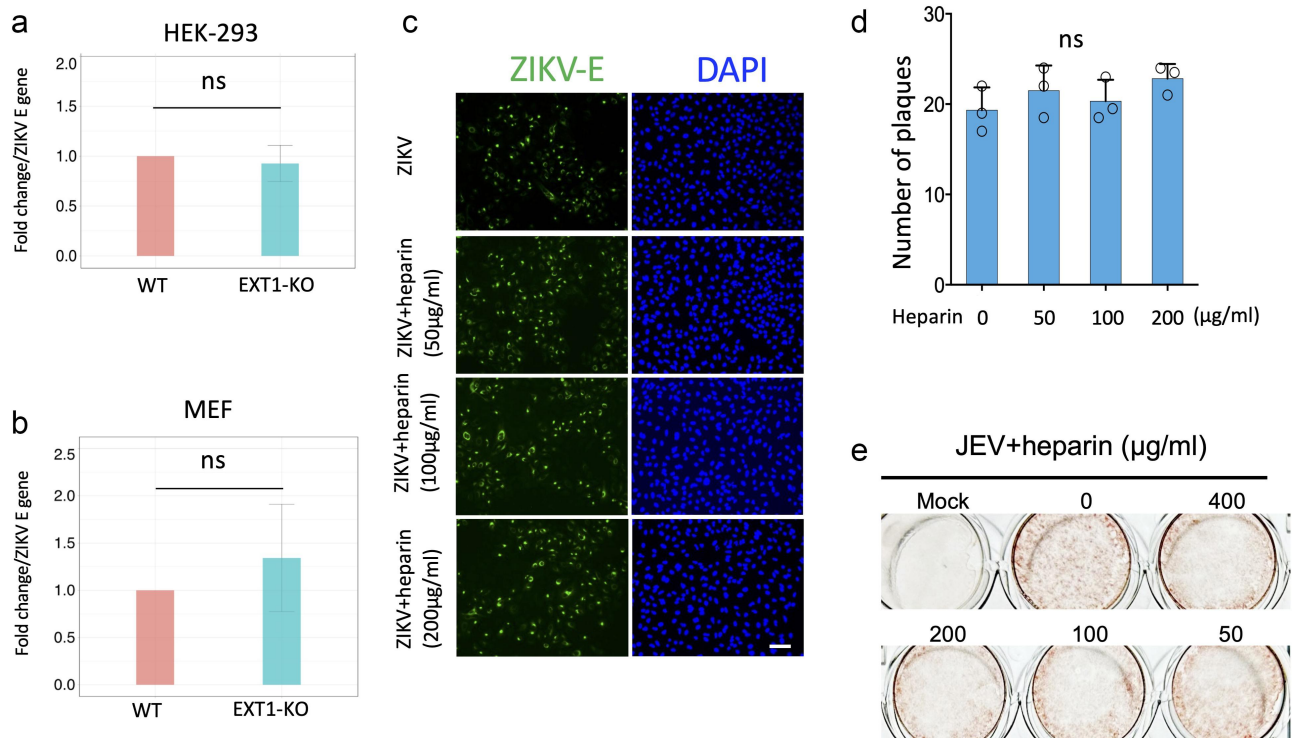 a
HEK-293
Fold change/ZIKV E gene
2.0
1.5
1.0
0.5
0.0
ns
WT EXT1-KO
b
MEF
Fold change/ZIKV E gene
2.5
2.0
1.5
1.0
0.5
0.0
ns
WT EXT1-KO
c
ZIKV-E DAPI
ZIKV
ZIKV+heparin
(50µg/ml)
ZIKV+heparin
(100µg/ml)
ZIKV+heparin
(200µg/ml)
d
Number of plaques
30
20
10
0
ns
Heparin 0 50 100 200 (µg/ml)
e
JEV+heparin (µg/ml)
Mock 0 400
200 100 50